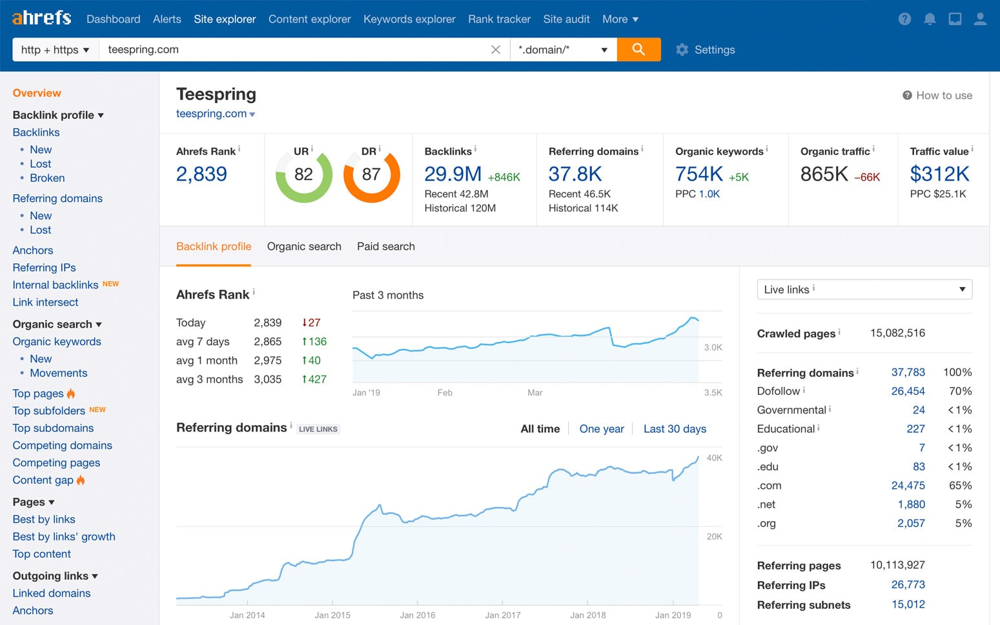 ahrefs Dashboard Alerts Site explorer Content explorer Keywords explorer Rank tracker Site audit More
http + https teespring.com *.domain/* Settings
Overview
Backlink profile
Backlinks
• New
• Lost
• Broken
Referring domains
• New
• Lost
Anchors
Referring IPs
Internal backlinks NEW
Link intersect
Organic search
Organic keywords
• New
• Movements
Top pages
Top subfolders NEW
Top subdomains
Competing domains
Competing pages
Content gap
Pages
Best by links
Best by links' growth
Top content
Outgoing links
Linked domains
Anchors
Teespring
teespring.com
? How to use
Ahrefs Rank i
2,839
UR i
82
DR i
87
Backlinks i
29.9M +846K
Recent 42.8M
Historical 120M
Referring domains i
37.8K
Recent 46.5K
Historical 114K
Organic keywords i
754K +5K
PPC 1.0K
Organic traffic i
865K −66K
Traffic value i
$312K
PPC $25.1K
Backlink profile Organic search Paid search
Ahrefs Rank i
Today 2,839 ↓27
avg 7 days 2,865 ↑136
avg 1 month 2,975 ↑40
avg 3 months 3,035 ↑427
Past 3 months
3.0K
3.5K
Jan '19 Feb Mar
Referring domains i LIVE LINKS
All time One year Last 30 days
40K
20K
0
Jan 2014 Jan 2015 Jan 2016 Jan 2017 Jan 2018 Jan 2019
Live links i
Crawled pages i 15,082,516
Referring domains i 37,783 100%
Dofollow i 26,454 70%
Governmental i 24 <1%
Educational i 227 <1%
.gov 7 <1%
.edu 83 <1%
.com 24,475 65%
.net 1,880 5%
.org 2,057 5%
Referring pages 10,113,927
Referring IPs 26,773
Referring subnets 15,012